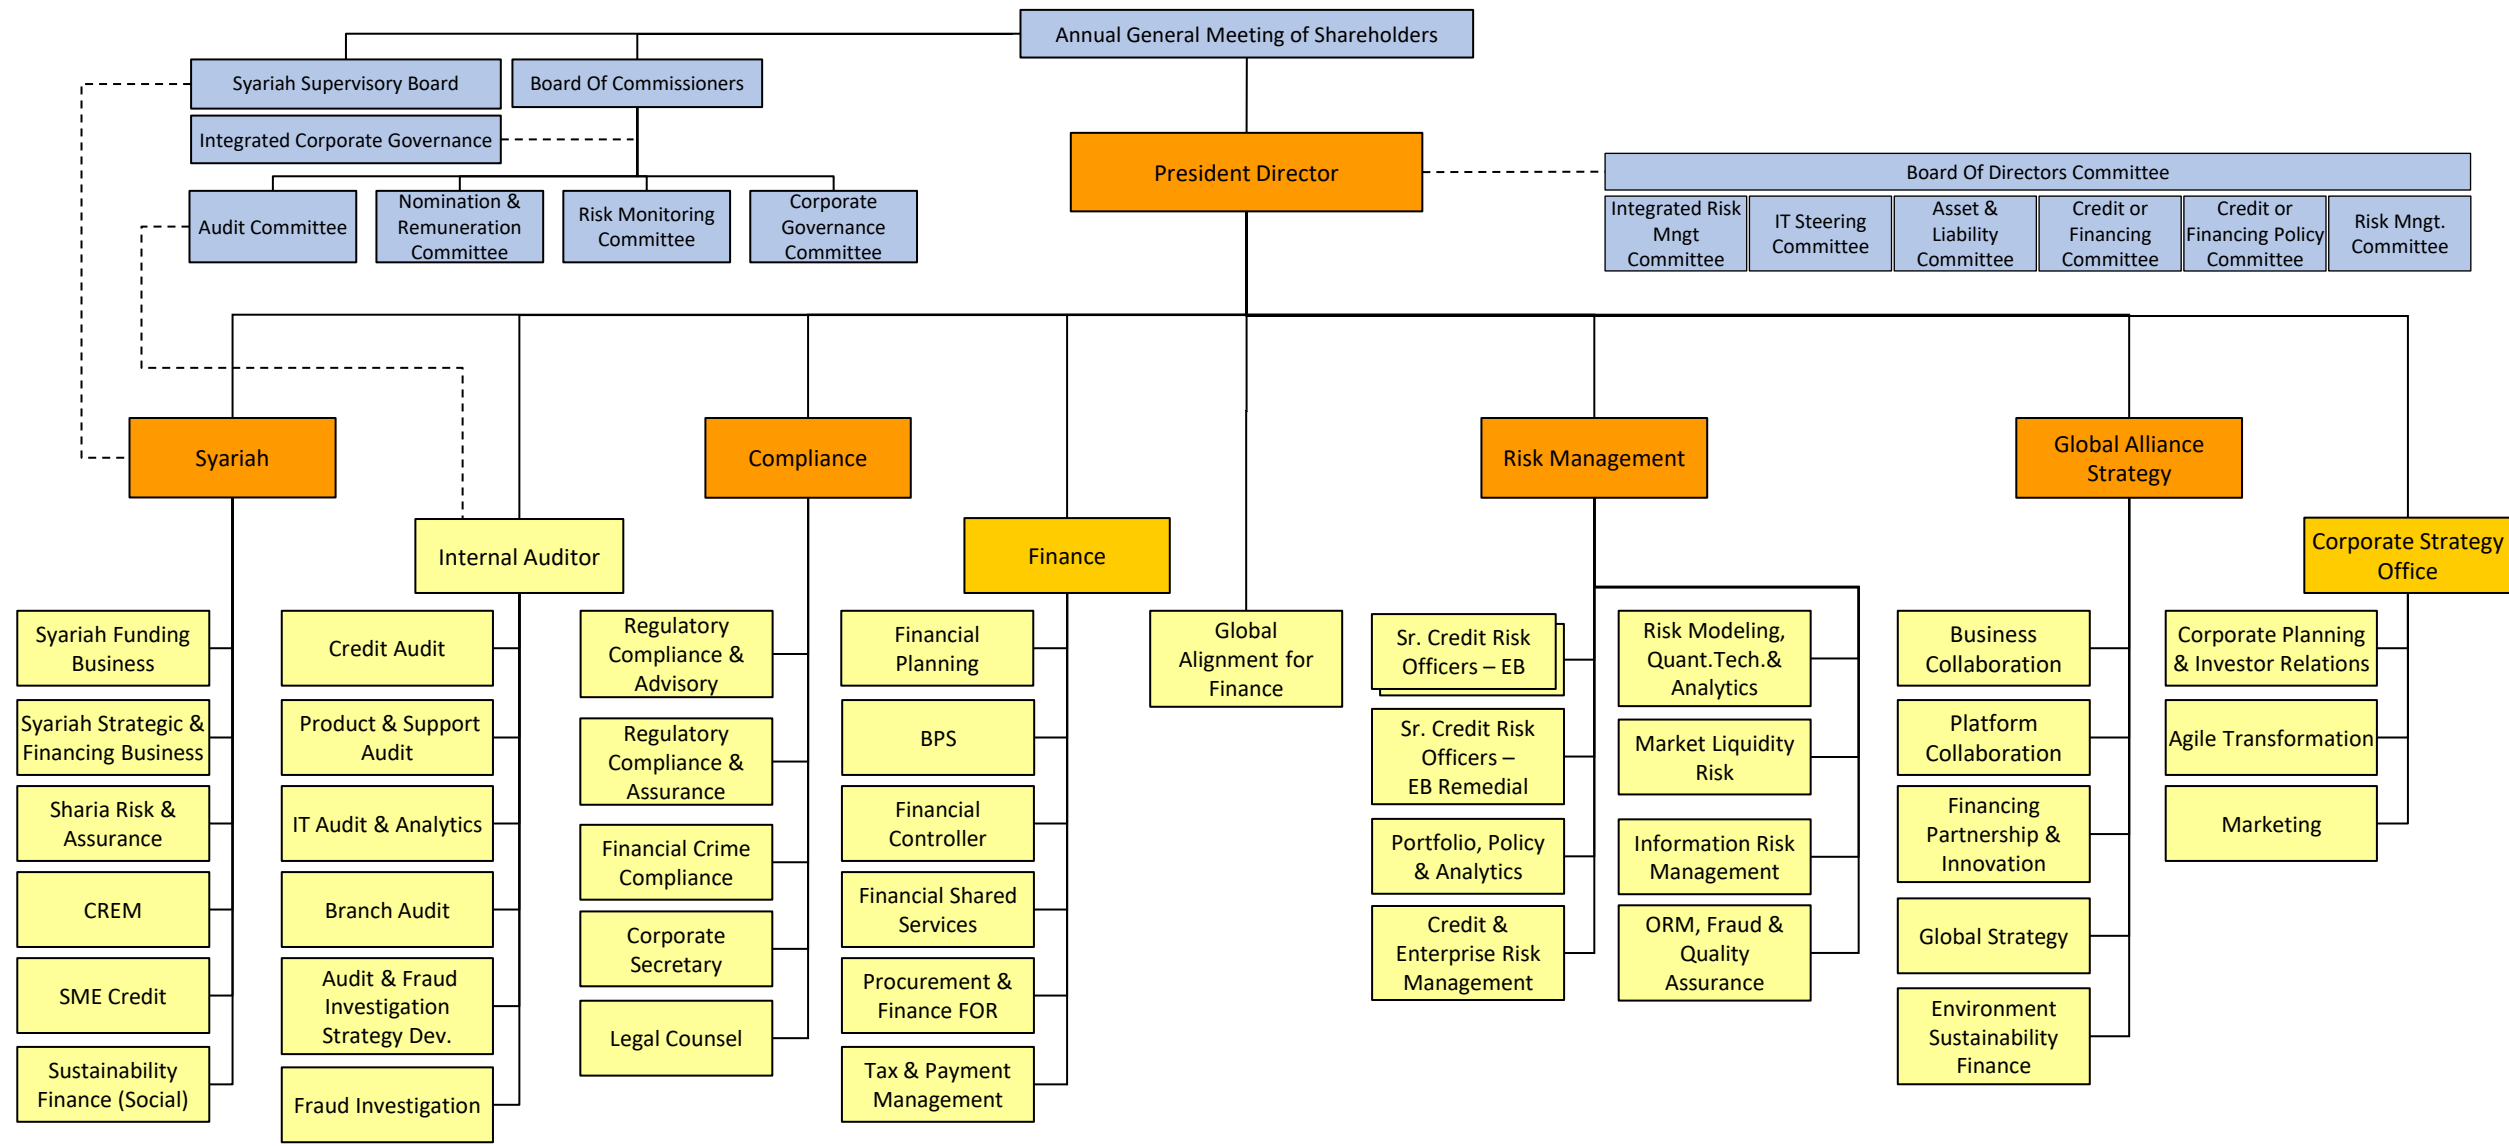 Annual General Meeting of Shareholders
Syariah Supervisory Board
Board Of Commissioners
Integrated Corporate Governance
President Director
Board Of Directors Committee
Audit Committee
Nomination &
Remuneration
Committee
Risk Monitoring
Committee
Corporate
Governance
Committee
Integrated Risk
Mngt
Committee
IT Steering
Committee
Asset &
Liability
Committee
Credit or
Financing
Committee
Credit or
Financing Policy
Committee
Risk Mngt.
Committee
Syariah
Compliance
Risk Management
Global Alliance
Strategy
Internal Auditor
Finance
Corporate Strategy
Office
Syariah Funding
Business
Syariah Strategic &
Financing Business
Sharia Risk &
Assurance
CREM
SME Credit
Sustainability
Finance (Social)
Credit Audit
Product & Support
Audit
IT Audit & Analytics
Branch Audit
Audit & Fraud
Investigation
Strategy Dev.
Fraud Investigation
Regulatory
Compliance &
Advisory
Regulatory
Compliance &
Assurance
Financial Crime
Compliance
Corporate
Secretary
Legal Counsel
Financial
Planning
BPS
Financial
Controller
Financial Shared
Services
Procurement &
Finance FOR
Tax & Payment
Management
Global
Alignment for
Finance
Sr. Credit Risk
Officers – EB
Sr. Credit Risk
Officers –
EB Remedial
Portfolio, Policy
& Analytics
Credit &
Enterprise Risk
Management
Risk Modeling,
Quant.Tech.&
Analytics
Market Liquidity
Risk
Information Risk
Management
ORM, Fraud &
Quality
Assurance
Business
Collaboration
Platform
Collaboration
Financing
Partnership &
Innovation
Global Strategy
Environment
Sustainability
Finance
Corporate Planning
& Investor Relations
Agile Transformation
Marketing